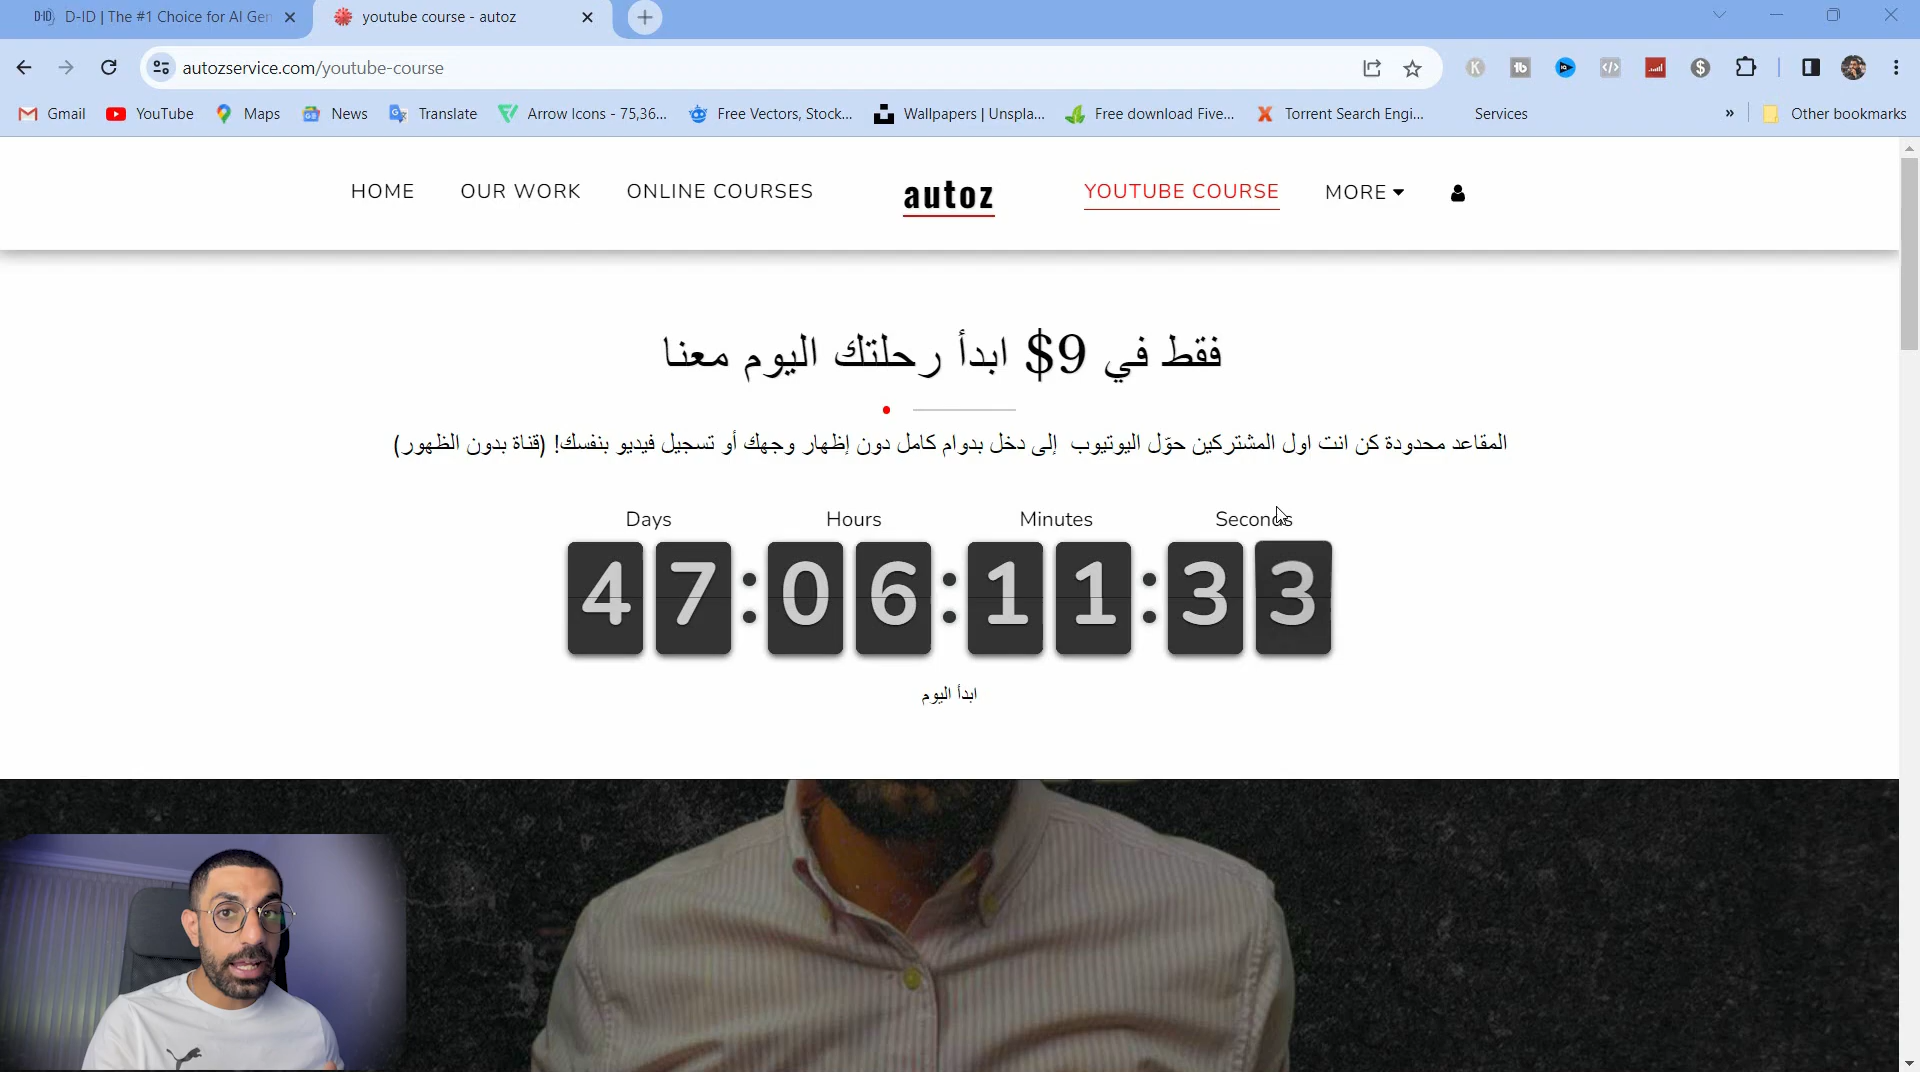 D-ID | The #1 Choice for AI Gen
youtube course - autoz
autozservice.com/youtube-course
Gmail
YouTube
Maps
News
Translate
Arrow Icons - 75,36...
Free Vectors, Stock...
Wallpapers | Unspla...
Free download Five...
Torrent Search Engi...
Services
»
Other bookmarks
HOME
OUR WORK
ONLINE COURSES
autoz
YOUTUBE COURSE
MORE
فقط في 9$ ابدأ رحلتك اليوم معنا
المقاعد محدودة كن انت اول المشتركين حوّل اليوتيوب إلى دخل بدوام كامل دون إظهار وجهك أو تسجيل فيديو بنفسك! (قناة بدون الظهور)
Days Hours Minutes Seconds
47:06:11:33
ابدأ اليوم